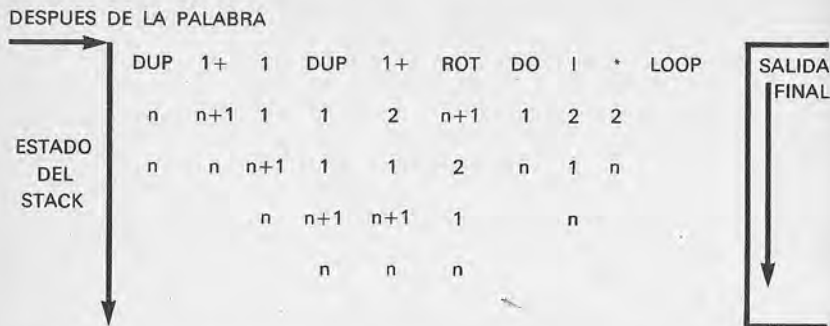 DESPUES DE LA PALABRA
DUP 1+ 1 DUP 1+ ROT DO I * LOOP
n n+1 1 1 2 n+1 1 2 2
n n n+1 1 1 2 n 1 n
n n+1 n+1 1 n
n n n
ESTADO
DEL
STACK
SALIDA
FINAL